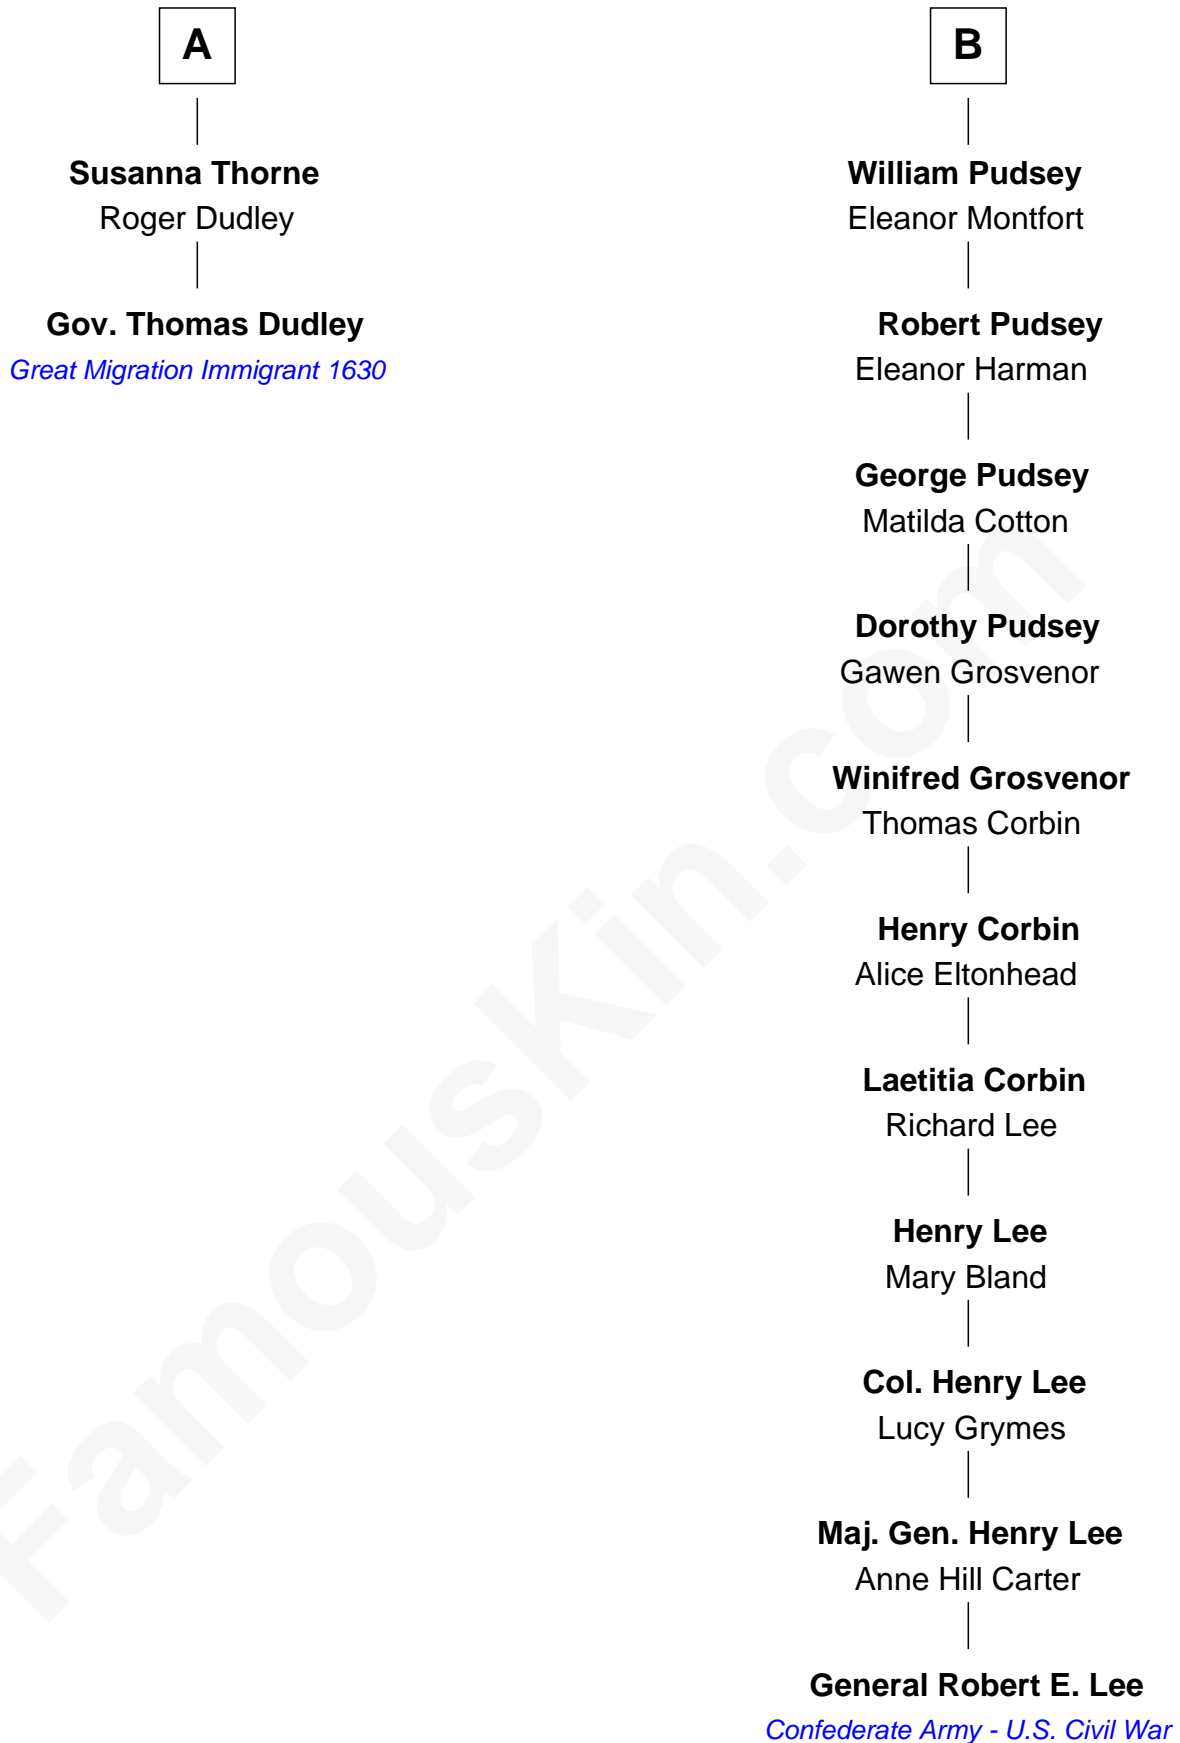 A
Susanna Thorne
Roger Dudley
Gov. Thomas Dudley
Great Migration Immigrant 1630
B
William Pudsey
Eleanor Montfort
Robert Pudsey
Eleanor Harman
George Pudsey
Matilda Cotton
Dorothy Pudsey
Gawen Grosvenor
Winifred Grosvenor
Thomas Corbin
Henry Corbin
Alice Eltonhead
Laetitia Corbin
Richard Lee
Henry Lee
Mary Bland
Col. Henry Lee
Lucy Grymes
Maj. Gen. Henry Lee
Anne Hill Carter
General Robert E. Lee
Confederate Army - U.S. Civil War
FamousKin.com